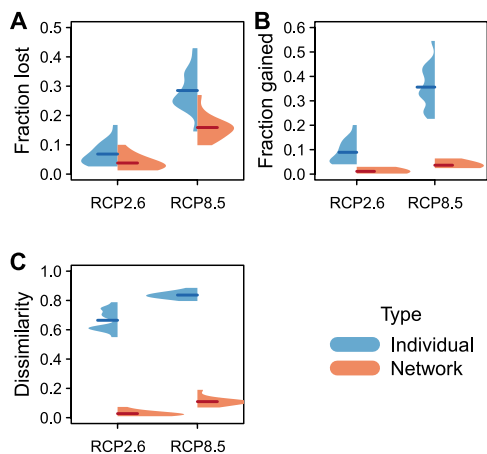 A
Fraction lost
0.5
0.4
0.3
0.2
0.1
0.0
RCP2.6 RCP8.5
B
Fraction gained
0.6
0.5
0.4
0.3
0.2
0.1
0.0
RCP2.6 RCP8.5
C
Dissimilarity
1.0
0.8
0.6
0.4
0.2
0.0
RCP2.6 RCP8.5
Type
Individual
Network